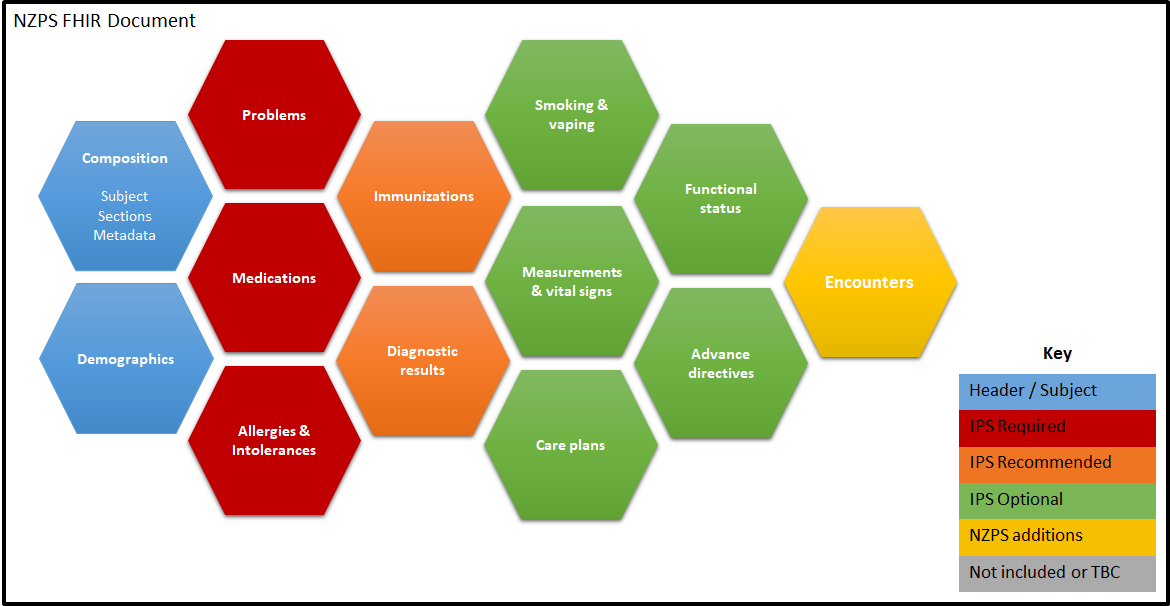 NZPS FHIR Document
Composition
Subject
Sections
Metadata
Demographics
Problems
Medications
Allergies &
Intolerances
Immunizations
Diagnostic
results
Smoking &
vaping
Measurements
& vital signs
Care plans
Functional
status
Advance
directives
Encounters
Key
Header / Subject
IPS Required
IPS Recommended
IPS Optional
NZPS additions
Not included or TBC